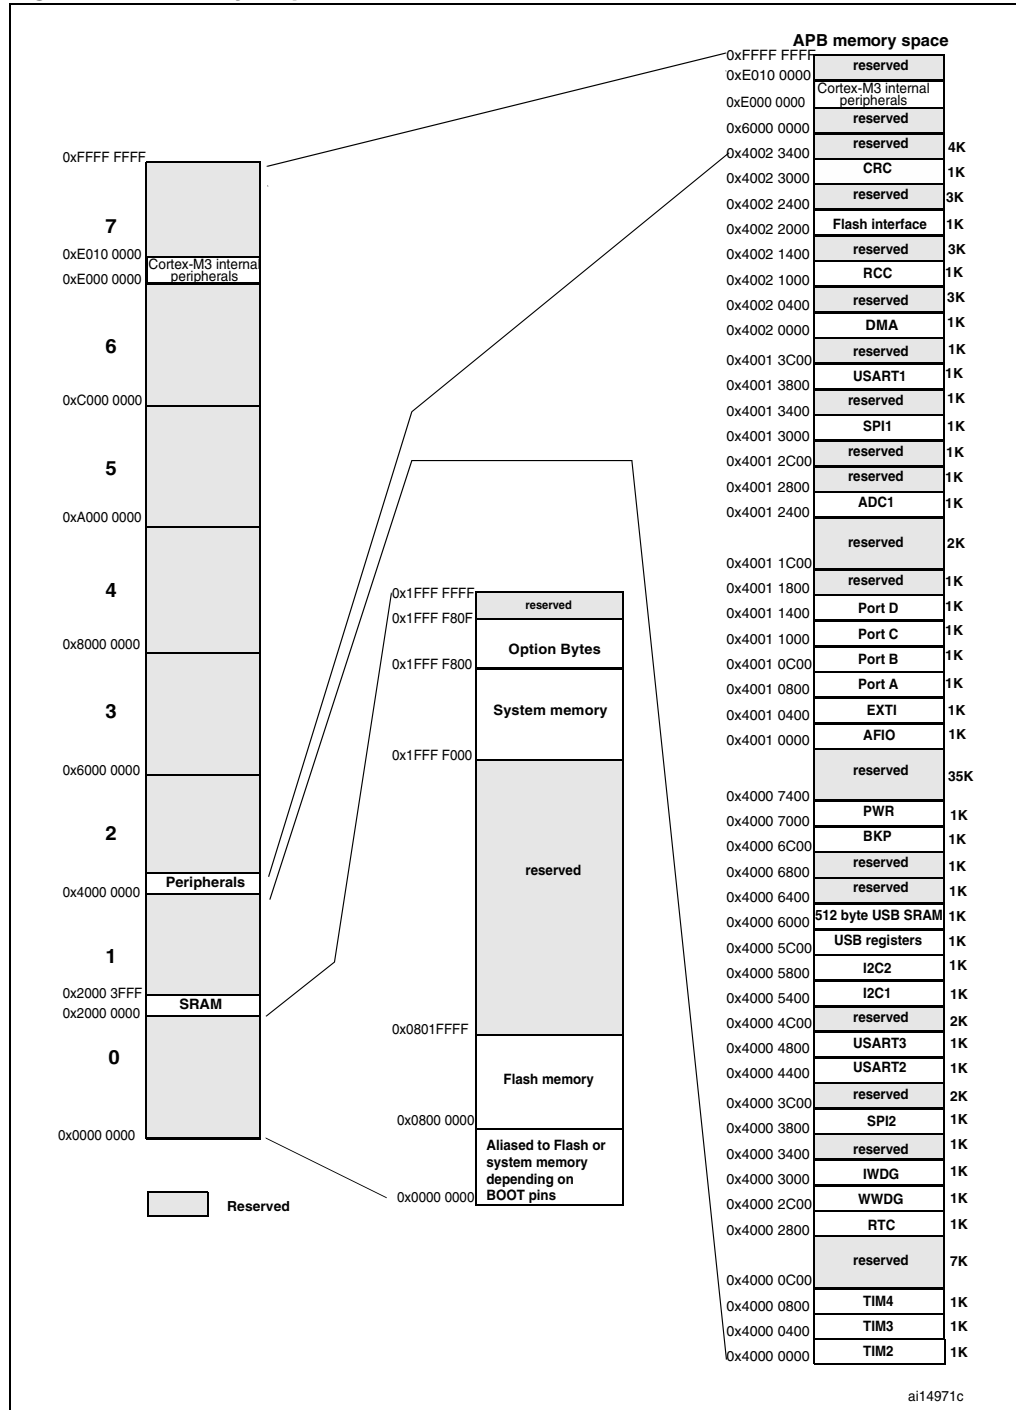 APB memory space
0xFFFF FFFF
reserved
0xE010 0000
Cortex-M3 internal
peripherals
0xE000 0000
reserved
0x6000 0000
reserved
4K
0x4002 3400
CRC
1K
0x4002 3000
reserved
3K
0x4002 2400
Flash interface
1K
0x4002 2000
reserved
3K
0x4002 1400
RCC
1K
0x4002 1000
reserved
3K
0x4002 0400
DMA
1K
0x4002 0000
reserved
1K
0x4001 3C00
USART1
1K
0x4001 3800
reserved
1K
0x4001 3400
SPI1
1K
0x4001 3000
reserved
1K
0x4001 2C00
reserved
1K
0x4001 2800
ADC1
1K
0x4001 2400
reserved
2K
0x4001 1C00
reserved
1K
0x4001 1800
Port D
1K
0x4001 1400
Port C
1K
0x4001 1000
Port B
1K
0x4001 0C00
Port A
1K
0x4001 0800
EXTI
1K
0x4001 0400
AFIO
1K
0x4001 0000
reserved
35K
0x4000 7400
PWR
1K
0x4000 7000
BKP
1K
0x4000 6C00
reserved
1K
0x4000 6800
reserved
1K
0x4000 6400
512 byte USB SRAM
1K
0x4000 6000
USB registers
1K
0x4000 5C00
I2C2
1K
0x4000 5800
I2C1
1K
0x4000 5400
reserved
2K
0x4000 4C00
USART3
1K
0x4000 4800
USART2
1K
0x4000 4400
reserved
2K
0x4000 3C00
SPI2
1K
0x4000 3800
reserved
1K
0x4000 3400
IWDG
1K
0x4000 3000
WWDG
1K
0x4000 2C00
RTC
1K
0x4000 2800
reserved
7K
0x4000 0C00
TIM4
1K
0x4000 0800
TIM3
1K
0x4000 0400
TIM2
1K
0x4000 0000
0xFFFF FFFF
7
0xE010 0000
Cortex-M3 internal
peripherals
0xE000 0000
6
0xC000 0000
5
0xA000 0000
4
0x8000 0000
3
0x6000 0000
2
Peripherals
0x4000 0000
1
0x2000 3FFF
SRAM
0x2000 0000
0
0x0000 0000
Reserved
0x1FFF FFFF
reserved
0x1FFF F80F
Option Bytes
0x1FFF F800
System memory
0x1FFF F000
reserved
0x0801FFFF
Flash memory
0x0800 0000
Aliased to Flash or
system memory
depending on
BOOT pins
0x0000 0000
ai14971c